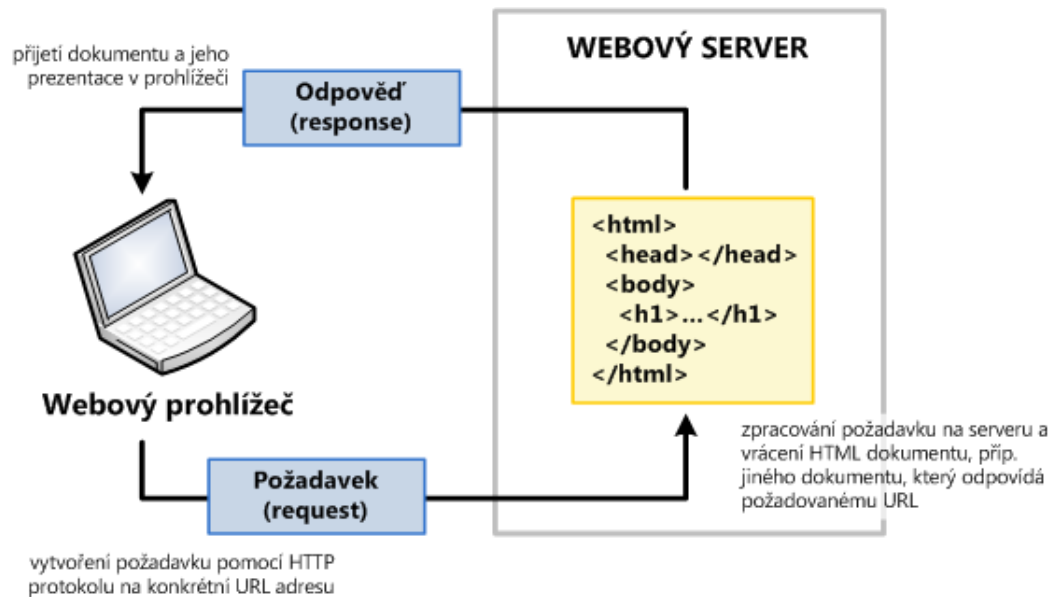 přijetí dokumentu a jeho
prezentace v prohlížeči
Odpověď
(response)
WEBOVÝ SERVER
<html>
<head></head>
<body>
<h1>...</h1>
</body>
</html>
Webový prohlížeč
Požadavek
(request)
zpracování požadavku na serveru a
vrácení HTML dokumentu, příp.
jiného dokumentu, který odpovídá
požadovanému URL
vytvoření požadavku pomocí HTTP
protokolu na konkrétní URL adresu